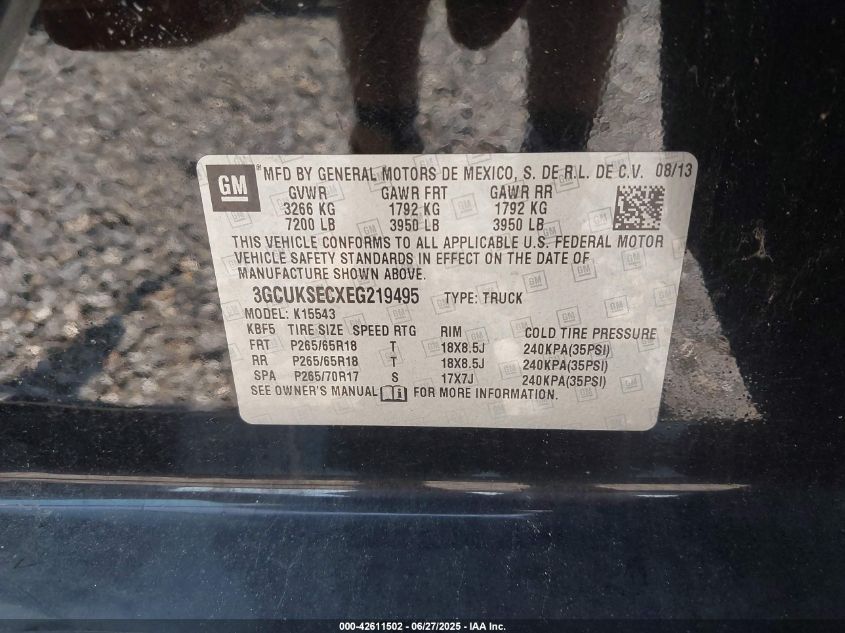 GM ™ MFD BY GENERAL MOTORS DE MEXICO, S. DE R.L. DE C.V. 08/13
GVWR GAWR FRT GAWR RR
3266 KG 1792 KG 1792 KG
7200 LB 3950 LB 3950 LB
THIS VEHICLE CONFORMS TO ALL APPLICABLE U.S. FEDERAL MOTOR
VEHICLE SAFETY STANDARDS IN EFFECT ON THE DATE OF
MANUFACTURE SHOWN ABOVE.
3GCUKSECXEG219495 TYPE: TRUCK
MODEL: K15543
KBF5 TIRE SIZE SPEED RTG RIM COLD TIRE PRESSURE
FRT P265/65R18 T 18X8.5J 240KPA(35PSI)
RR P265/65R18 T 18X8.5J 240KPA(35PSI)
SPA P265/70R17 S 17X7J 240KPA(35PSI)
SEE OWNER'S MANUAL FOR MORE INFORMATION.
000-42611502 - 06/27/2025 - IAA Inc.